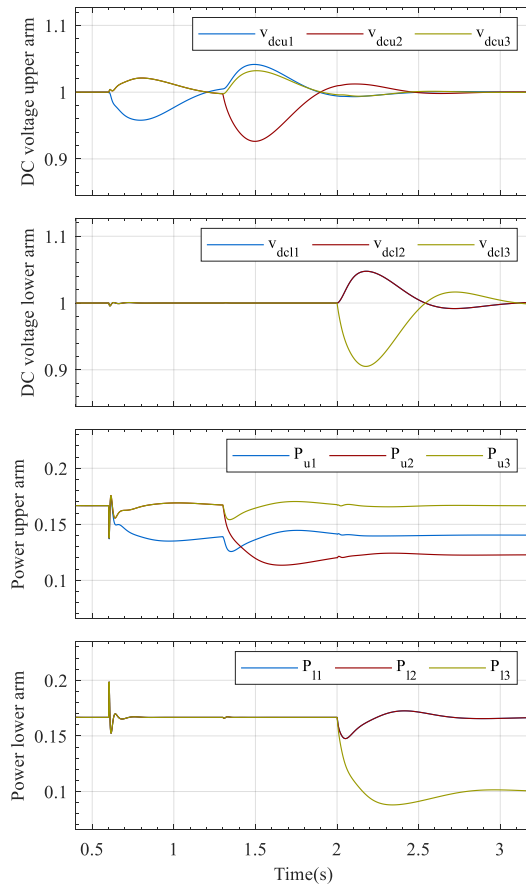 DC voltage upper arm
1.1
1
0.9
v_dcu1 v_dcu2 v_dcu3
DC voltage lower arm
1.1
1
0.9
v_dcl1 v_dcl2 v_dcl3
Power upper arm
0.2
0.15
0.1
P_u1 P_u2 P_u3
Power lower arm
0.2
0.15
0.1
P_l1 P_l2 P_l3
0.5 1 1.5 2 2.5 3
Time(s)